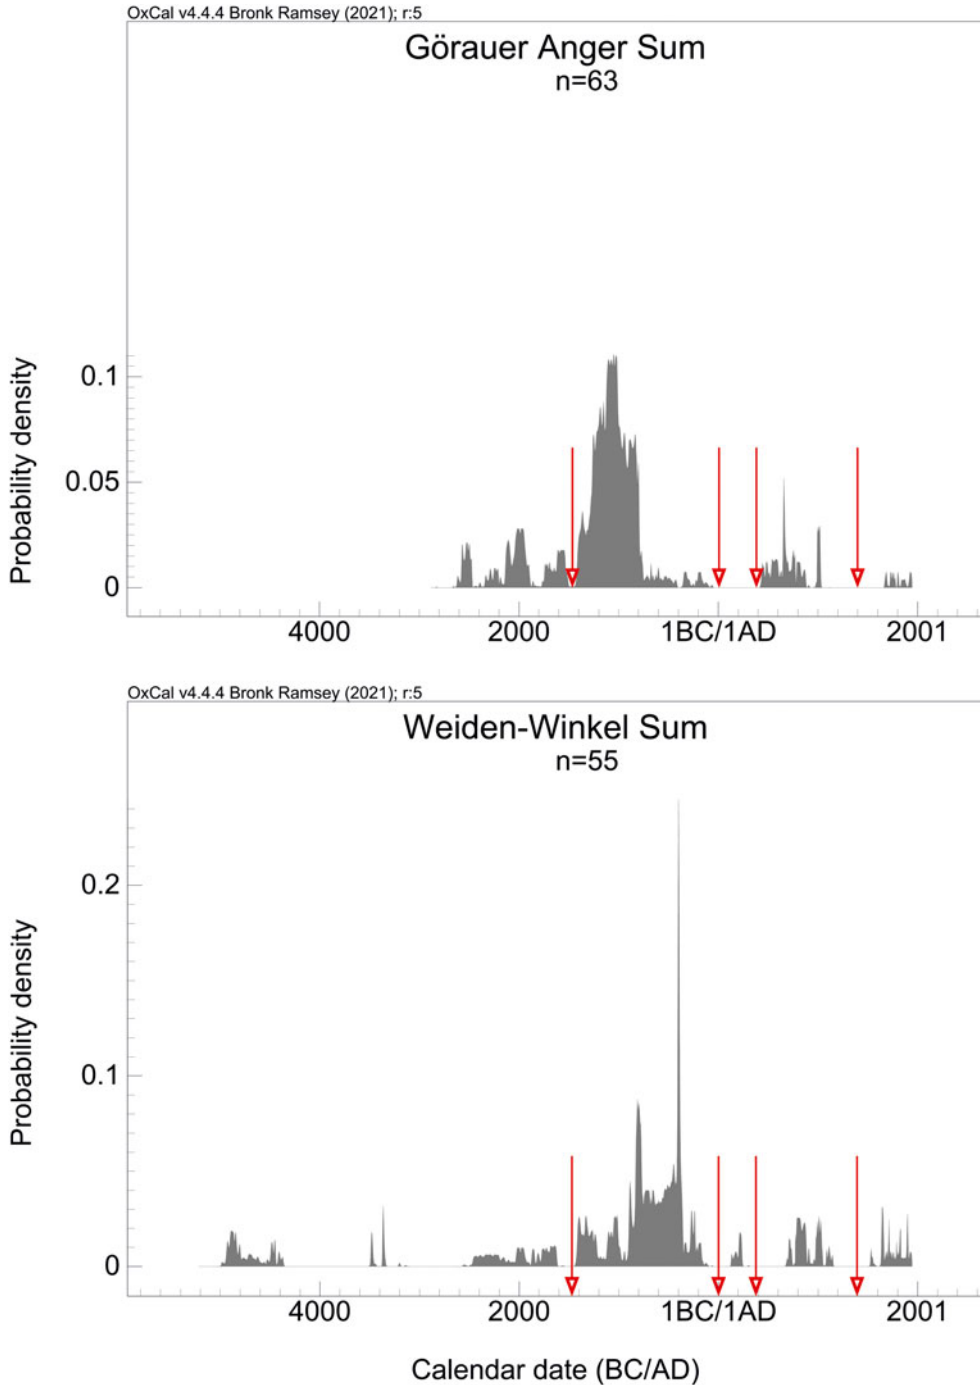 OxCal v4.4.4 Bronk Ramsey (2021); r:5
Görauer Anger Sum
n=63
Probability density
0.1
0.05
0
4000 2000 1BC/1AD 2001
OxCal v4.4.4 Bronk Ramsey (2021); r:5
Weiden-Winkel Sum
n=55
Probability density
0.2
0.1
0
4000 2000 1BC/1AD 2001
Calendar date (BC/AD)